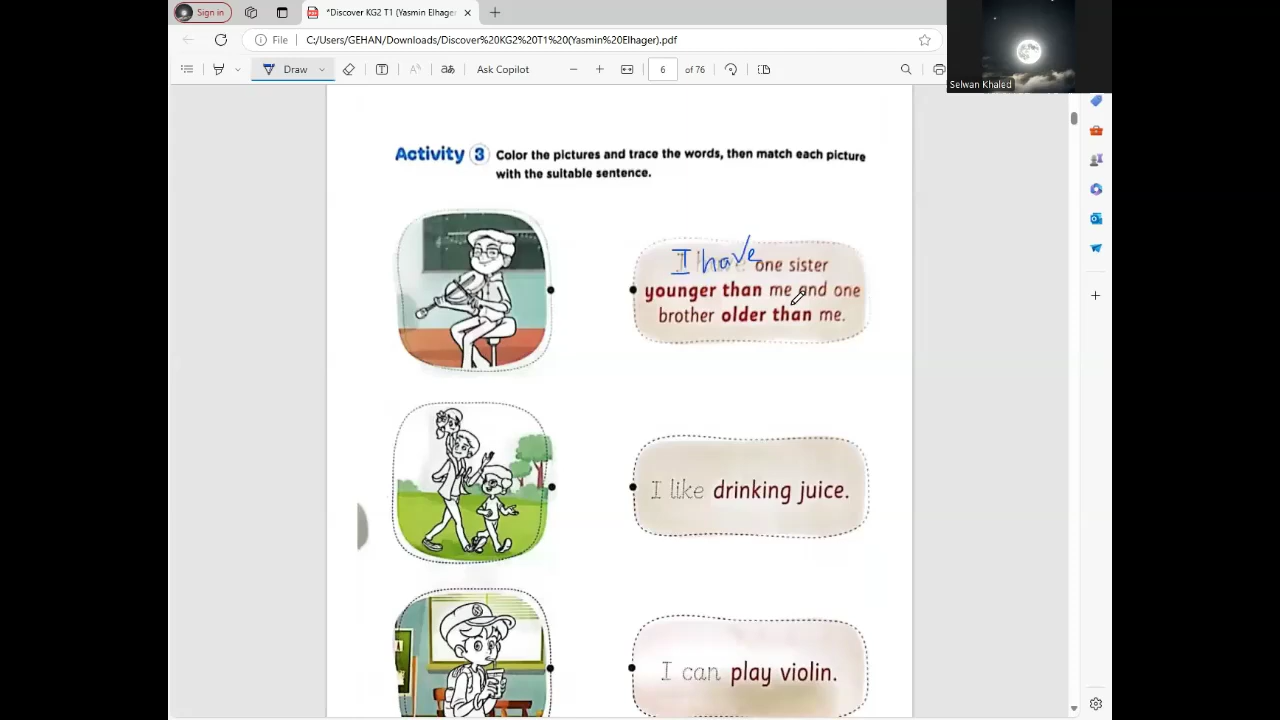 Sign in
*Discover KG2 T1 (Yasmin Elhager
File
C:/Users/GEHAN/Downloads/Discover%20KG2%20T1%20(Yasmin%20Elhager).pdf
Draw
Ask Copilot
6
of 76
Selwan Khaled
Activity 3 Color the pictures and trace the words, then match each picture
with the suitable sentence.
I have one sister
younger than me and one
brother older than me.
I like drinking juice.
I can play violin.